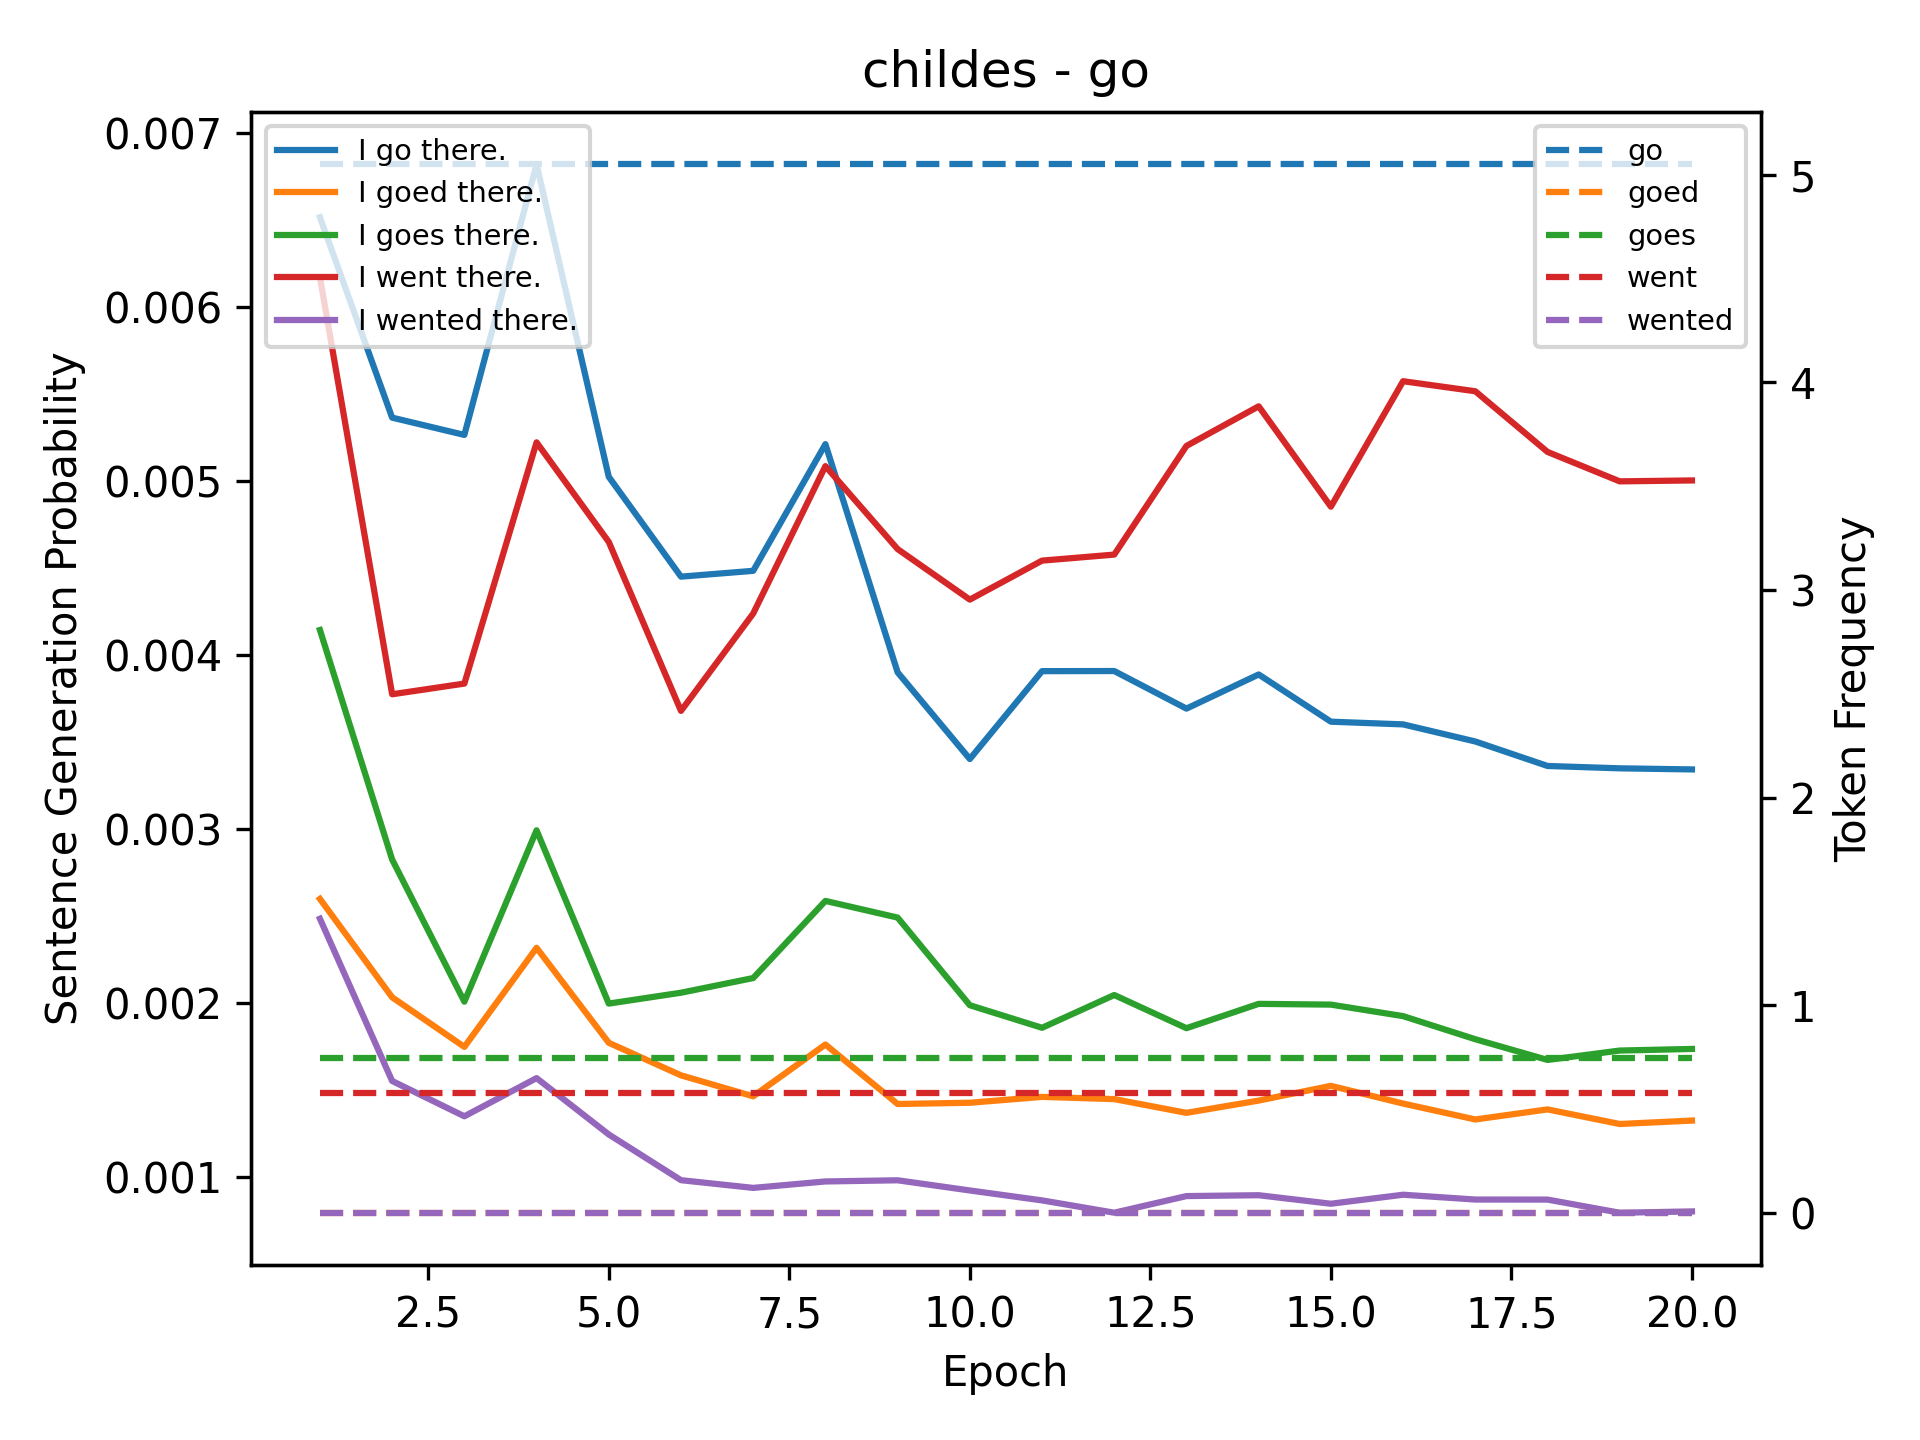 childes - go
Sentence Generation Probability
0.007
0.006
0.005
0.004
0.003
0.002
0.001
I go there.
I goed there.
I goes there.
I went there.
I wented there.
go
goed
goes
went
wented
5
4
3
2
1
0
Token Frequency
2.5 5.0 7.5 10.0 12.5 15.0 17.5 20.0
Epoch